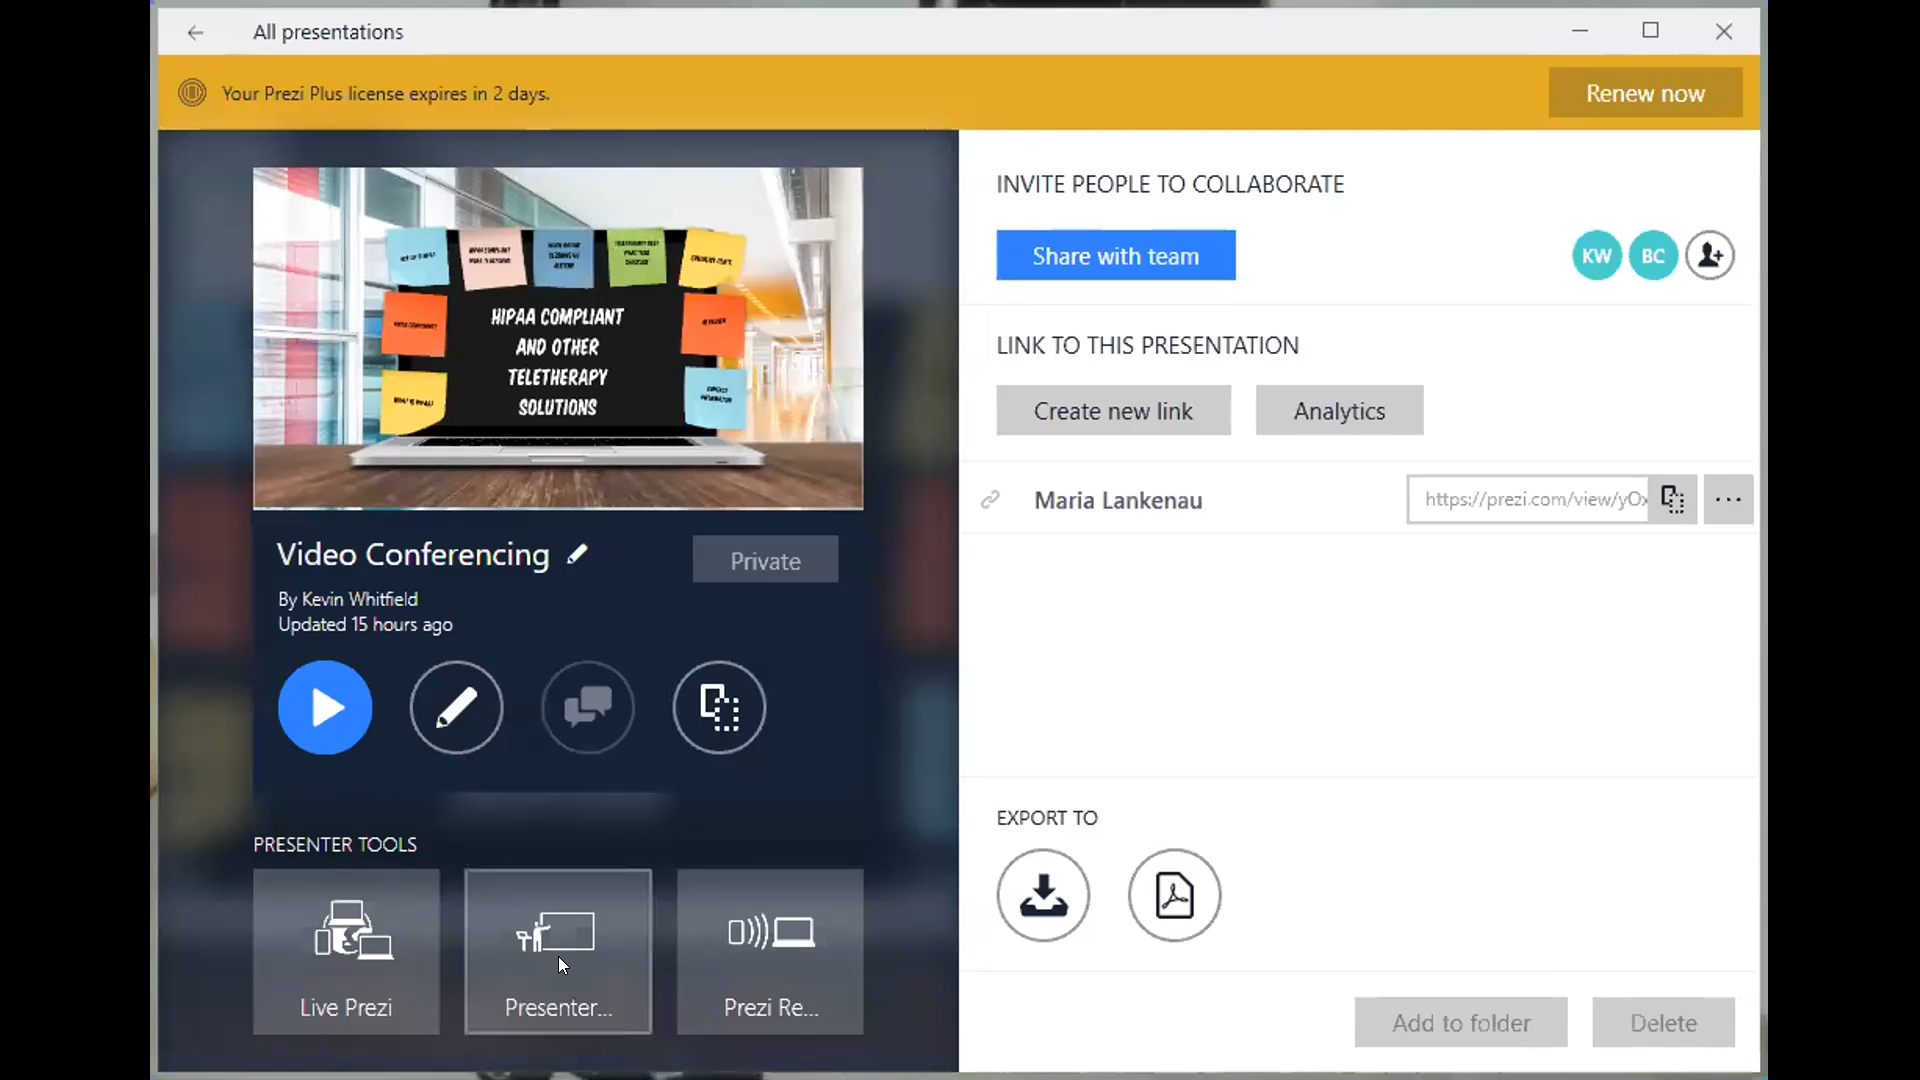 All presentations
Your Prezi Plus license expires in 2 days.
Renew now
HIPAA COMPLIANT
AND OTHER
TELETHERAPY
SOLUTIONS
Video Conferencing
Private
By Kevin Whitfield
Updated 15 hours ago
PRESENTER TOOLS
Live Prezi
Presenter...
Prezi Re...
INVITE PEOPLE TO COLLABORATE
Share with team
KW
BC
LINK TO THIS PRESENTATION
Create new link
Analytics
Maria Lankenau
https://prezi.com/view/yOx
EXPORT TO
Add to folder
Delete